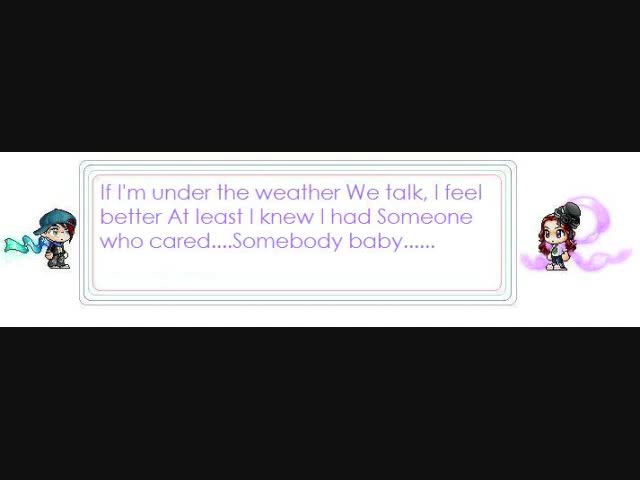 If I'm under the weather We talk, I feel
better At least I knew I had Someone
who cared....Somebody baby......